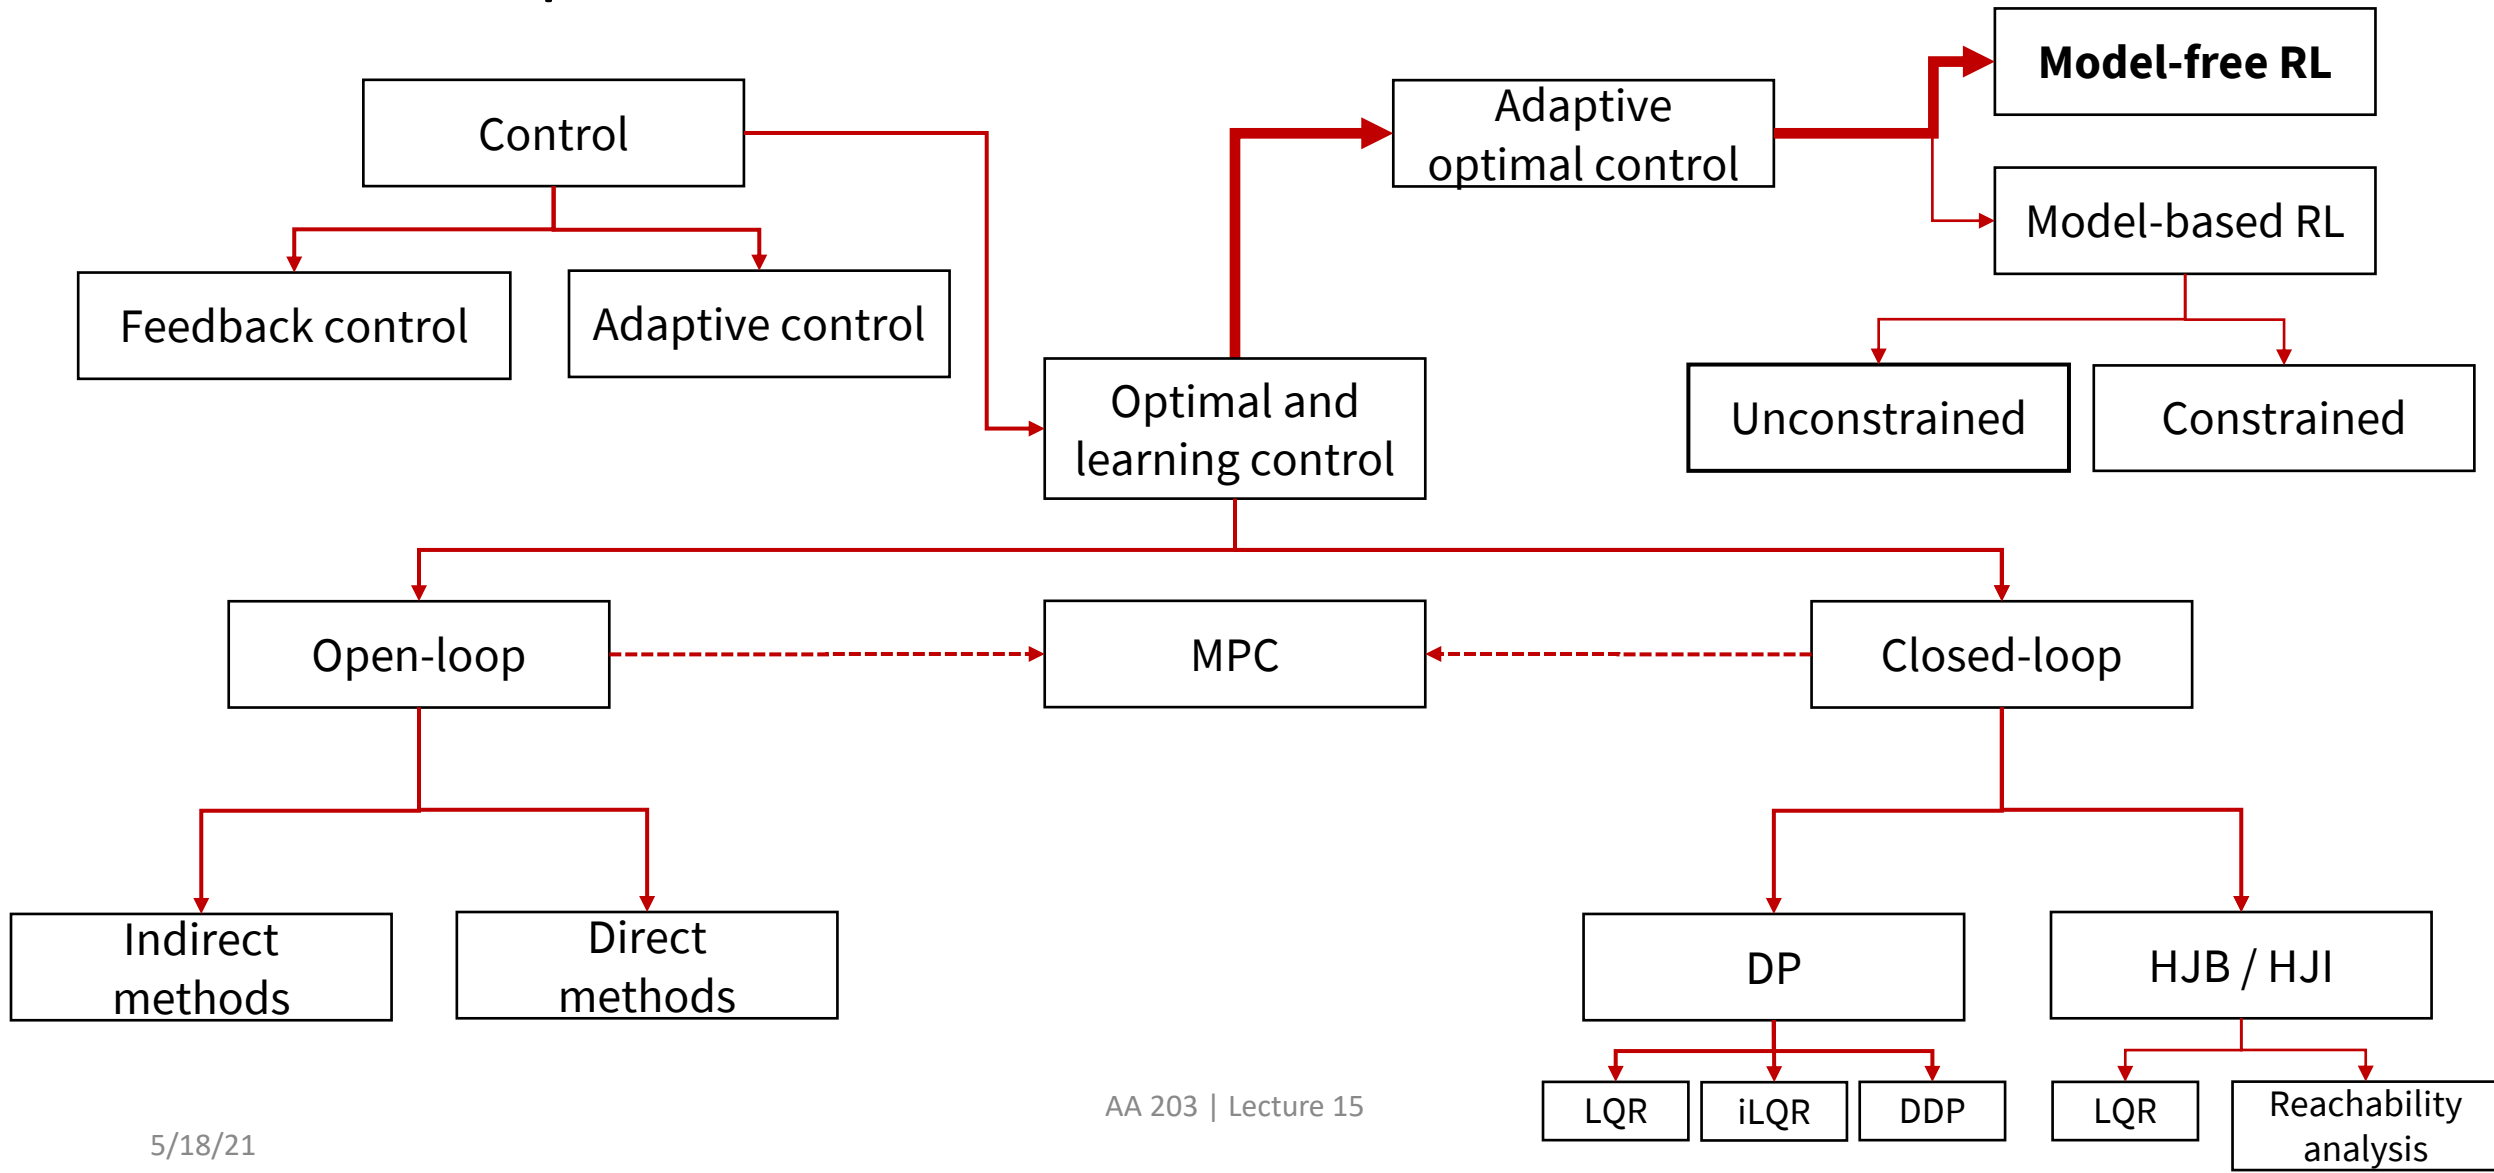 Model-free RL
Control
Adaptive
optimal control
Model-based RL
Feedback control
Adaptive control
Optimal and
learning control
Unconstrained
Constrained
Open-loop
MPC
Closed-loop
Indirect
methods
Direct
methods
DP
HJB / HJI
LQR
iLQR
DDP
LQR
Reachability
analysis
AA 203 | Lecture 15
5/18/21